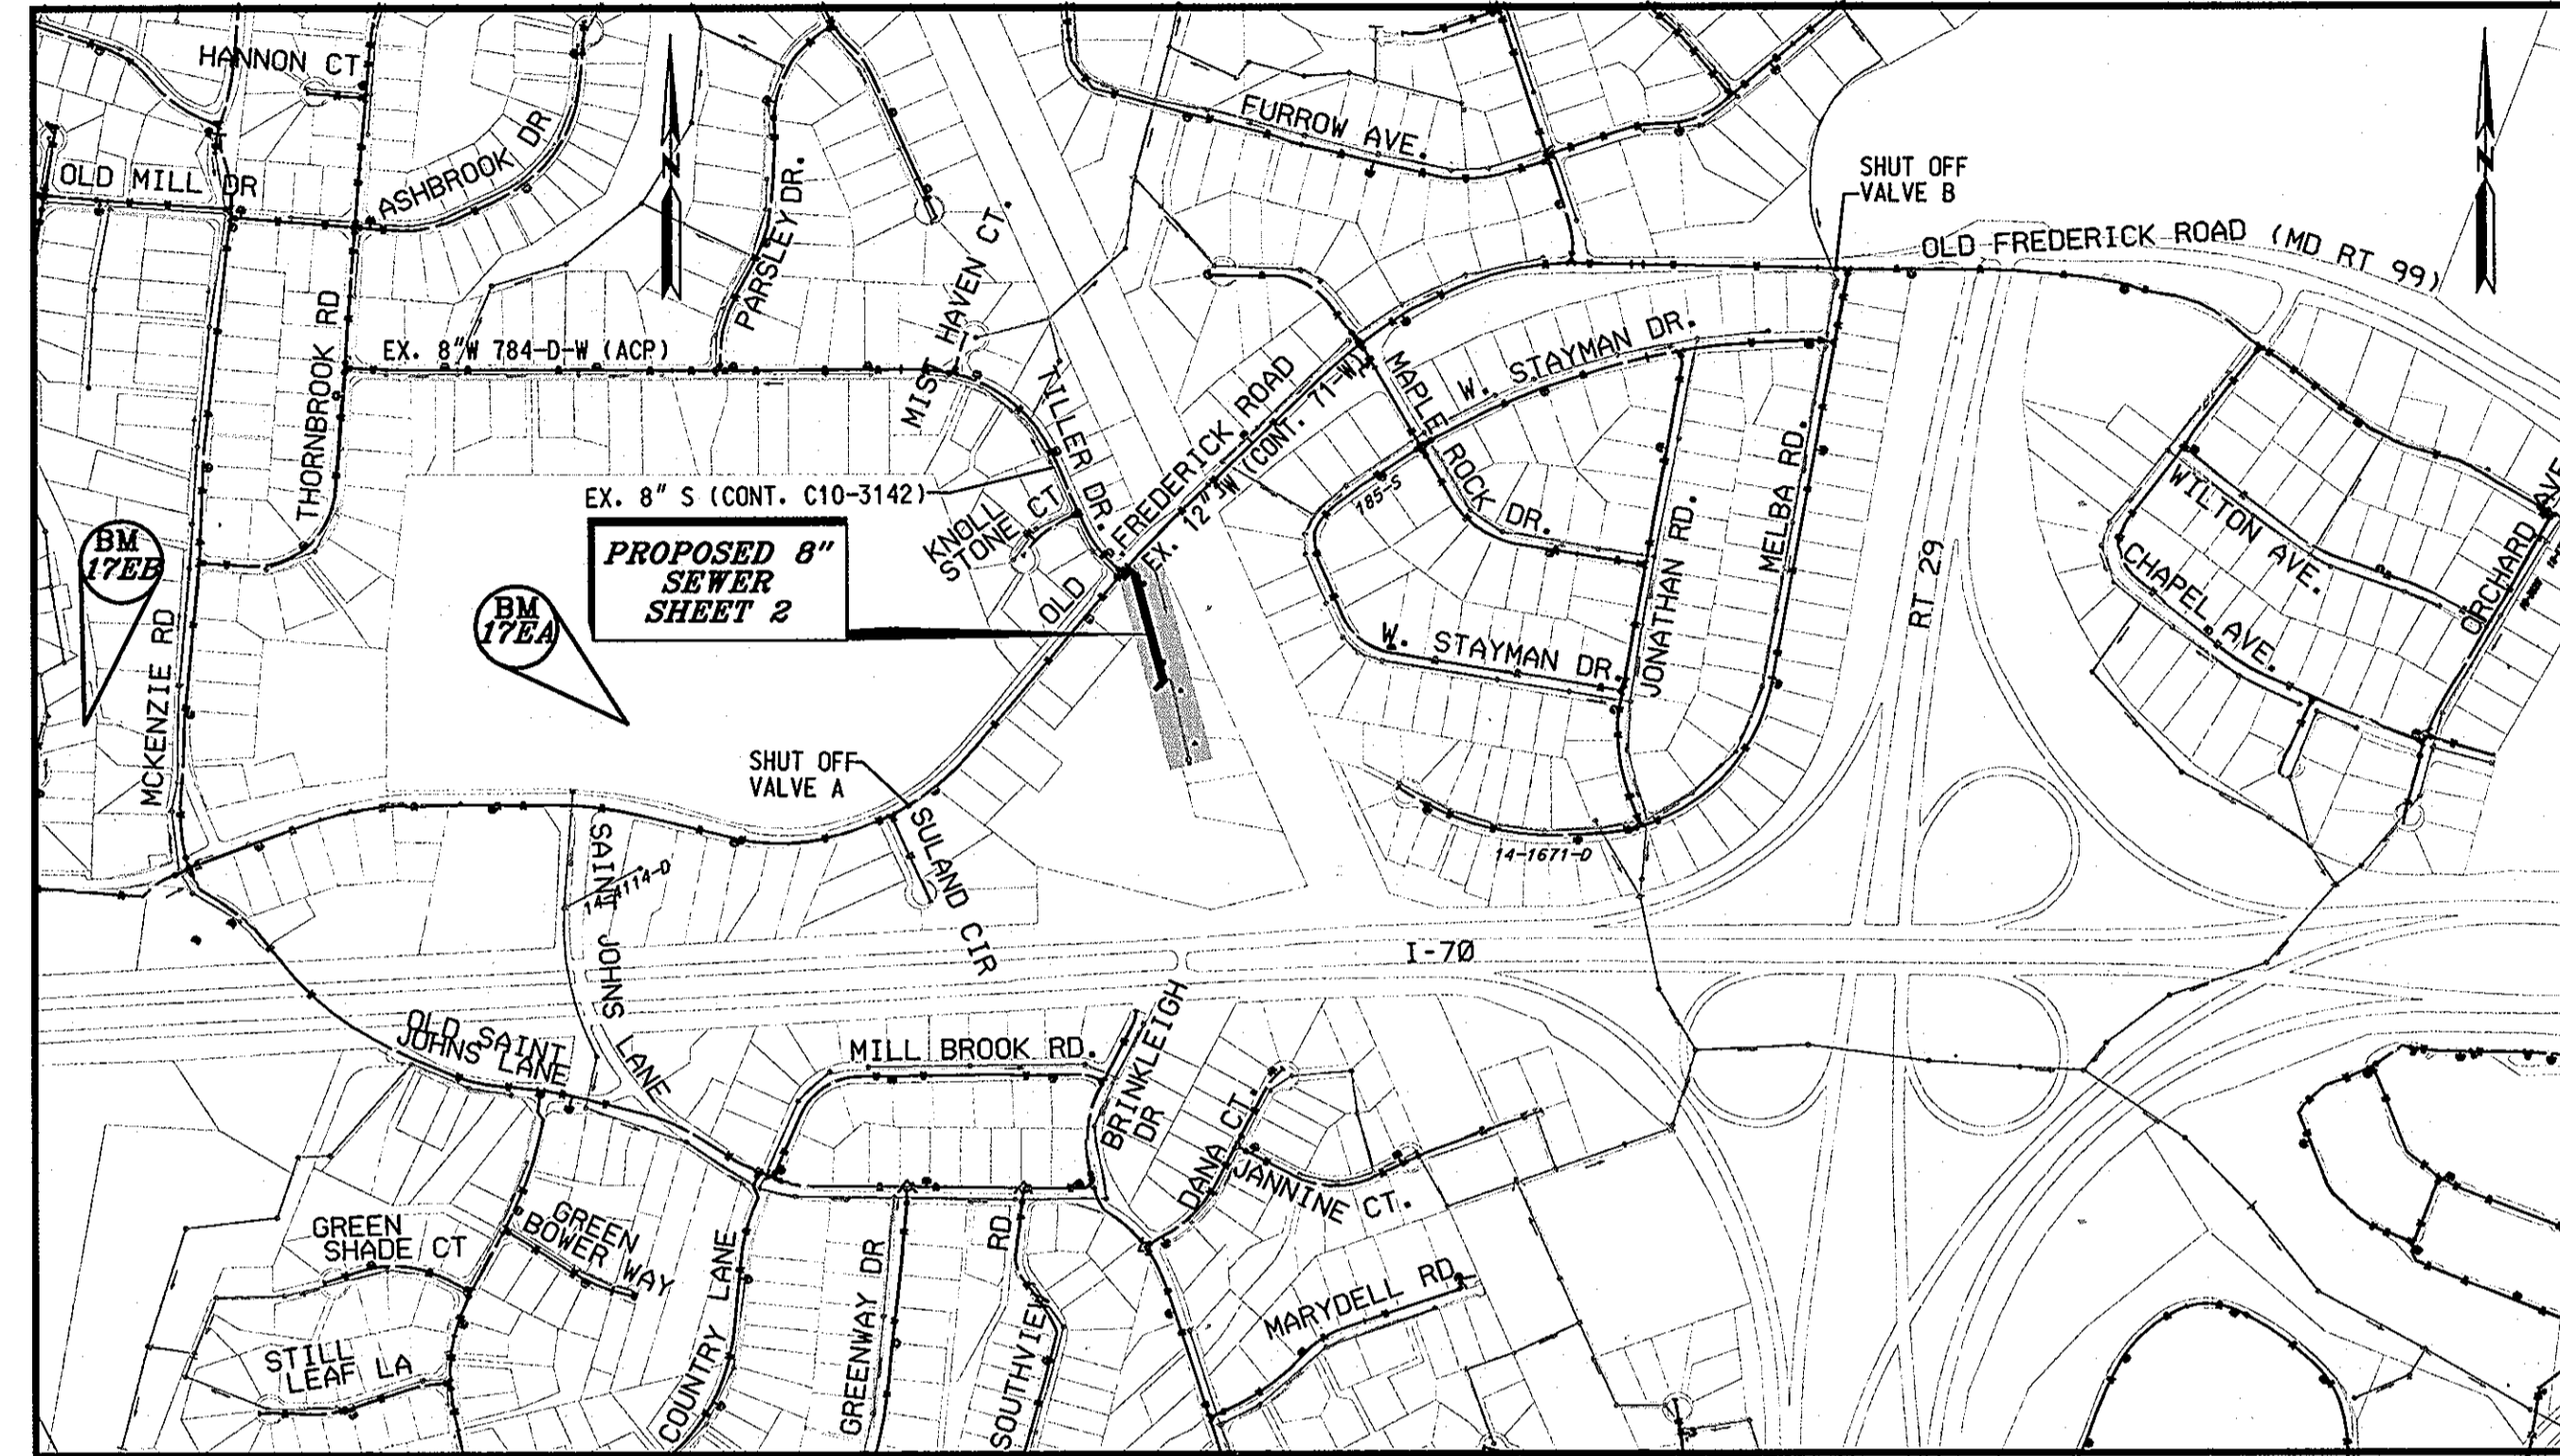 HANNON CT
OLD MILL DR
ASHBROOK DR
N
PARSLEY DR.
MIST HAVEN CT.
FURROW AVE.
SHUT OFF
VALVE B
OLD FREDERICK ROAD (MD RT 99)
N
THORNBROOK RD
EX. 8"W 784-D-W (ACP)
TILLER DR.
OLD FREDERICK ROAD
EX. 12" W (CONT. 71-W)
MAPLE ROCK DR.
W. STAYMAN DR.
EX. 8" S (CONT. C10-3142)
KNOLL
STONE CT
185-S
JONATHAN RD.
MELBA RD.
RT 29
WILTON AVE.
CHAPEL AVE.
ORCHARD AVE
BM
17EB
BM
17EA
PROPOSED 8"
SEWER
SHEET 2
MCKENZIE RD
W. STAYMAN DR.
SHUT OFF
VALVE A
SULAND CIR
SAINT JOHNS LANE
14-1671-D
I-70
OLD SAINT
JOHNS LANE
MILL BROOK RD.
BRINKLEIGH
DR
DANA CT.
JANNINE CT.
GREEN
SHADE CT
GREEN
BOWER WAY
COUNTRY LANE
GREENWAY DR
SOUTHVIEW RD
MARYDELL RD.
STILL
LEAF LA